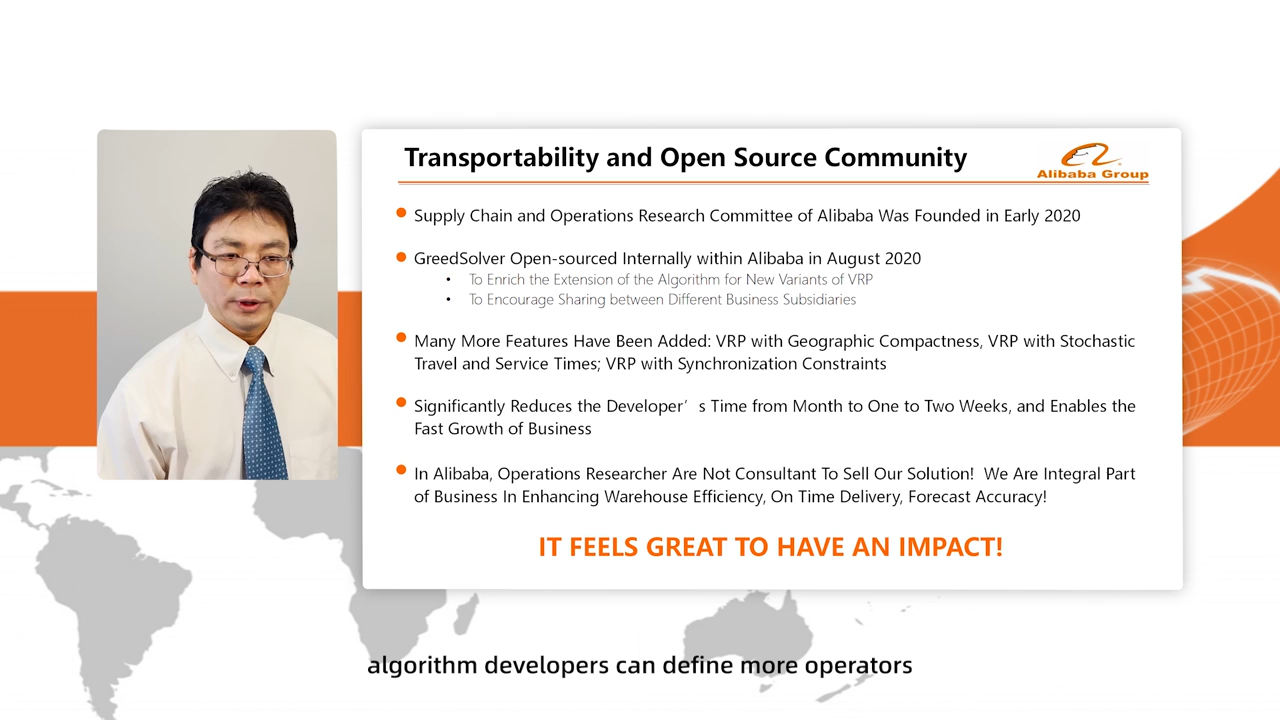 Transportability and Open Source Community
Alibaba Group
Supply Chain and Operations Research Committee of Alibaba Was Founded in Early 2020
GreedSolver Open-sourced Internally within Alibaba in August 2020
To Enrich the Extension of the Algorithm for New Variants of VRP
To Encourage Sharing between Different Business Subsidiaries
Many More Features Have Been Added: VRP with Geographic Compactness, VRP with Stochastic
Travel and Service Times; VRP with Synchronization Constraints
Significantly Reduces the Developer’ s Time from Month to One to Two Weeks, and Enables the
Fast Growth of Business
In Alibaba, Operations Researcher Are Not Consultant To Sell Our Solution! We Are Integral Part
of Business In Enhancing Warehouse Efficiency, On Time Delivery, Forecast Accuracy!
IT FEELS GREAT TO HAVE AN IMPACT!
algorithm developers can define more operators